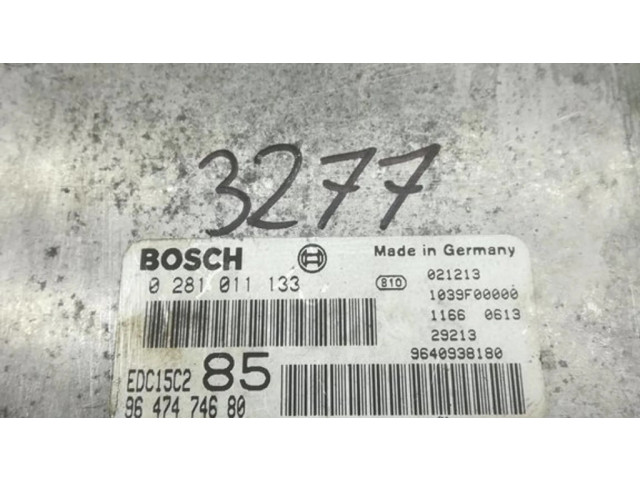 3277
BOSCH
0 281 011 133
EDC15C2 85
96 474 746 80
Made in Germany
810 021213
1039F00000
1166 0613
29213
9640938180